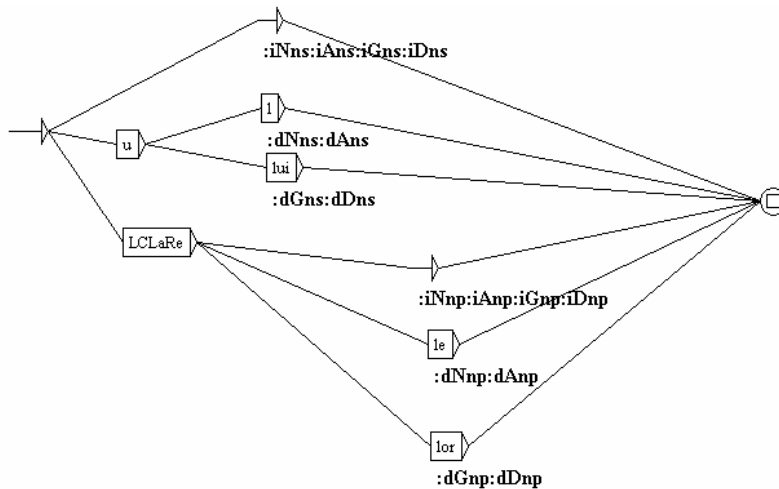 :iNns:iAns:iGns:iDns
l
:dNns:dAns
u
lui
:dGns:dDns
LCLaRe
:iNnp:iAnp:iGnp:iDnp
le
:dNnp:dAnp
lor
:dGnp:dDnp